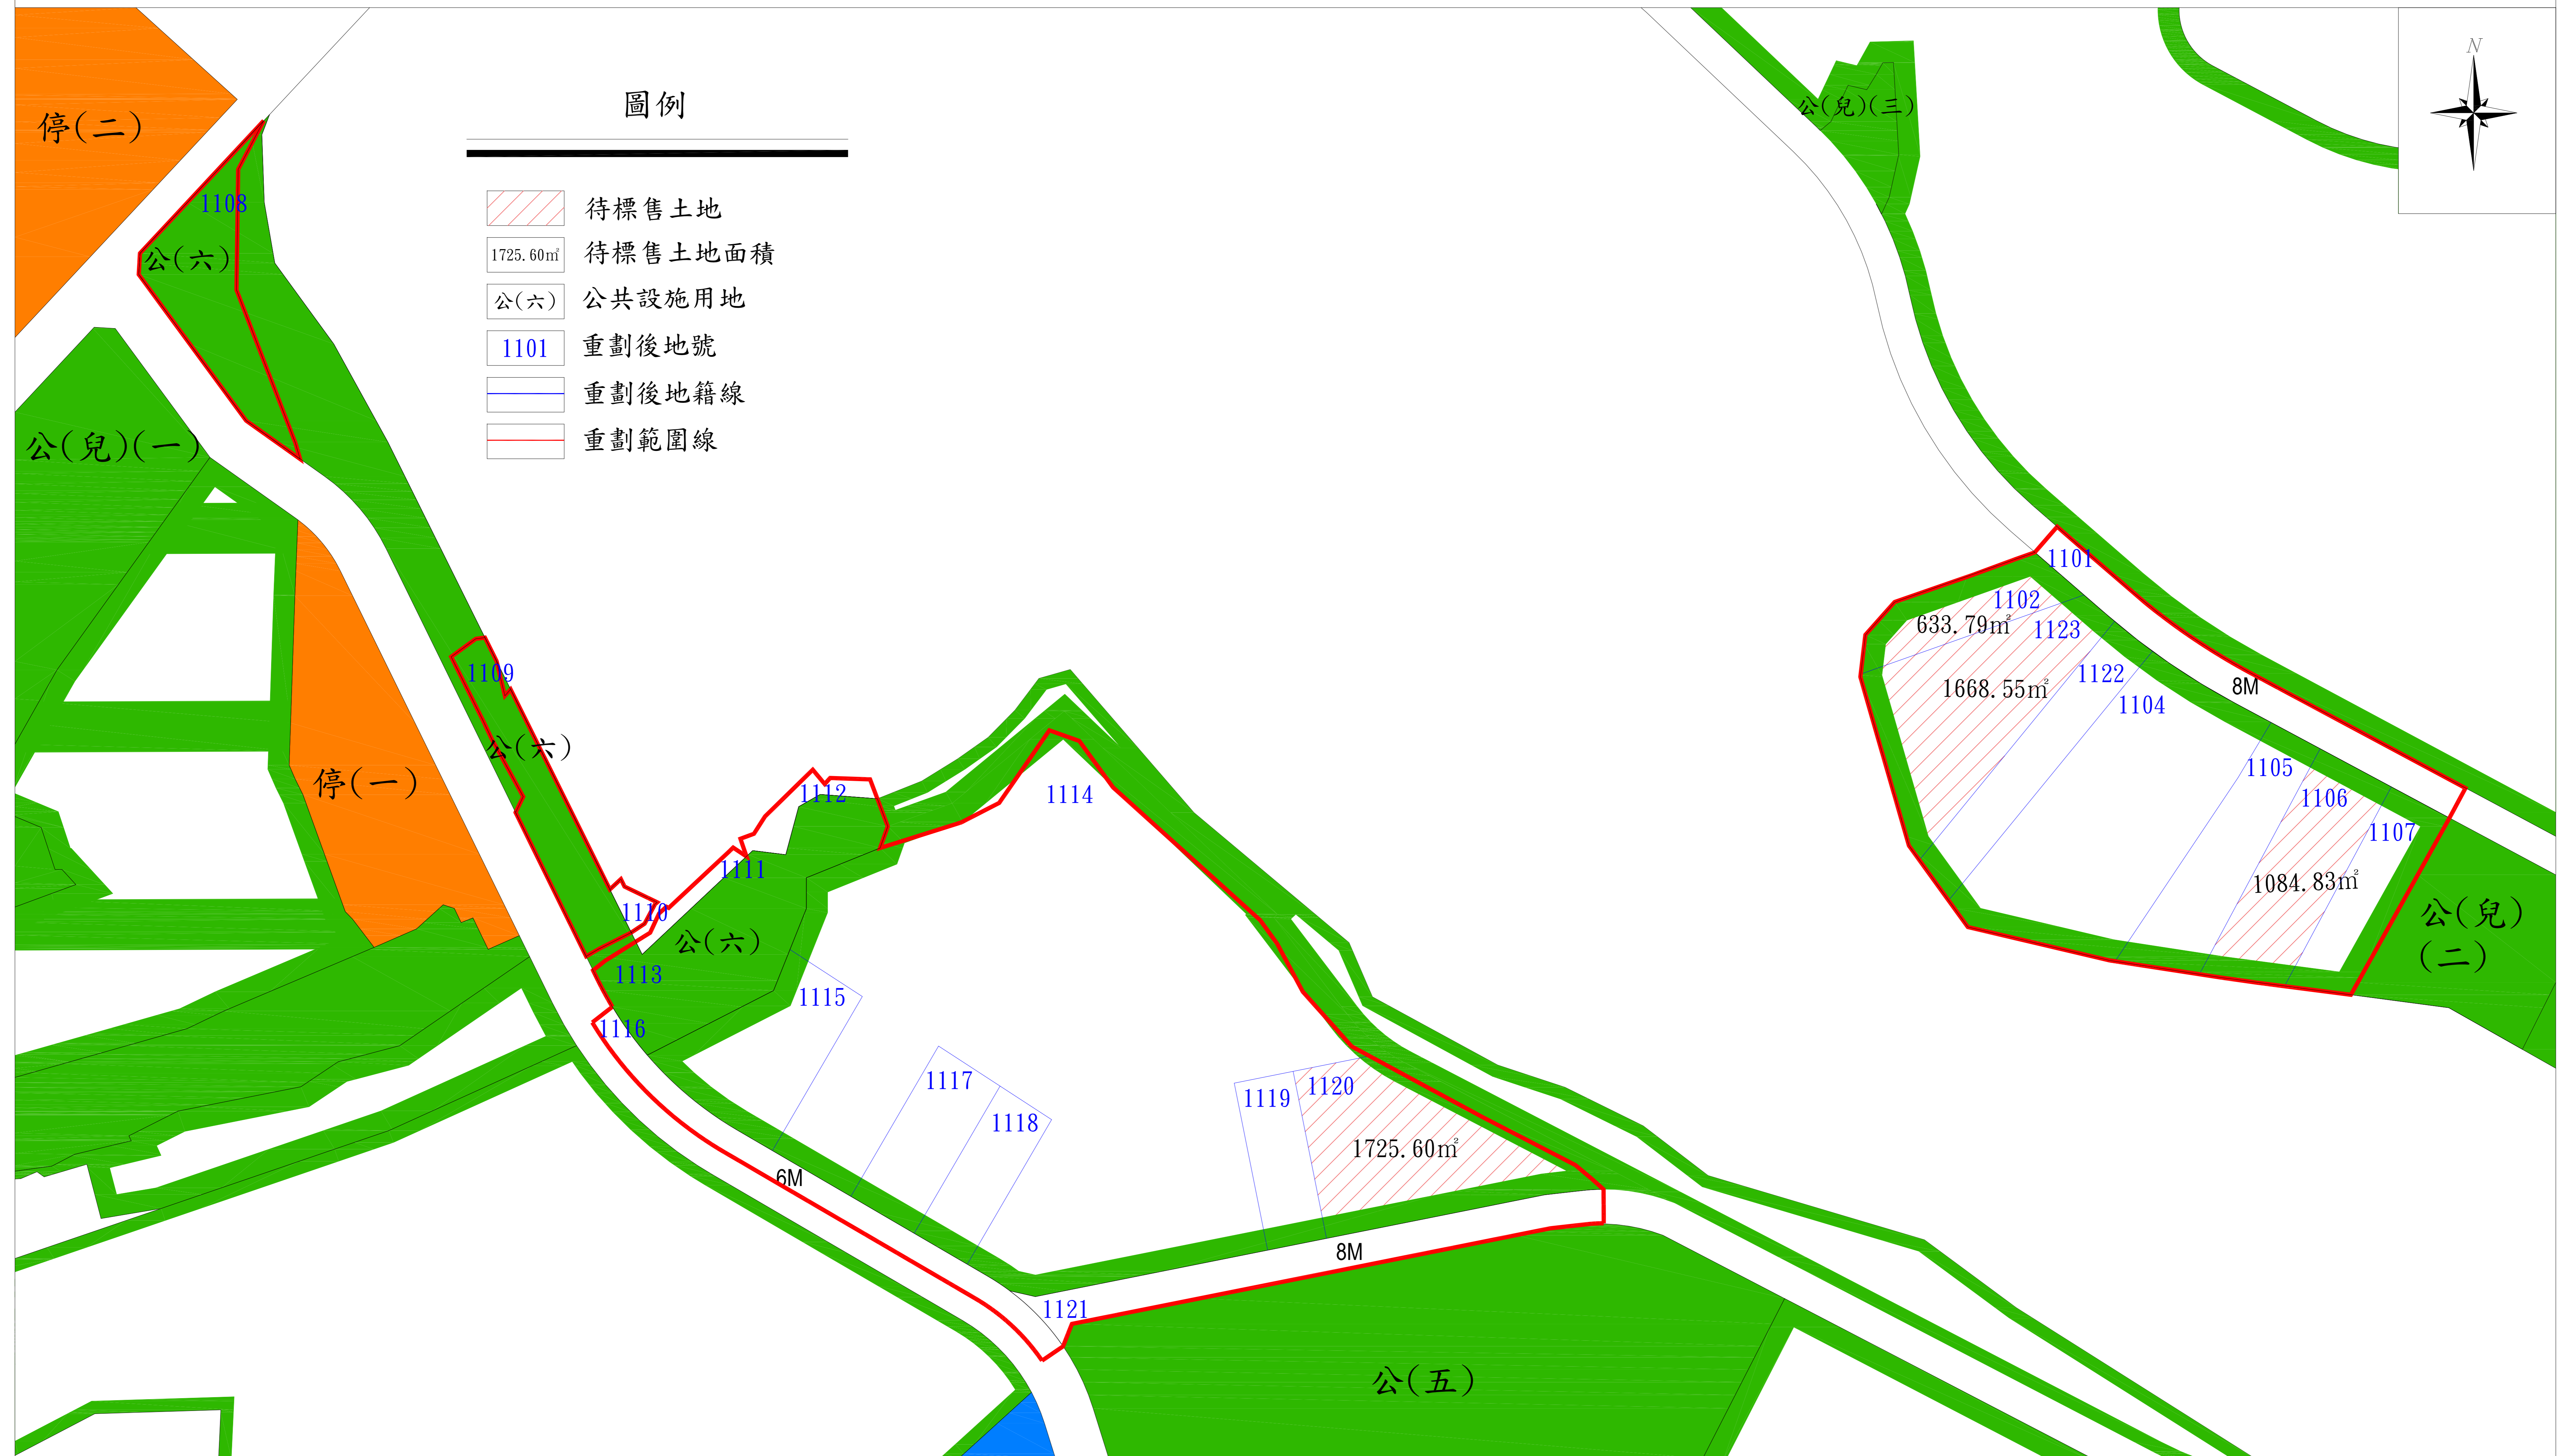 圖例
待標售土地
1725.60㎡ 待標售土地面積
公(六) 公共設施用地
1101 重劃後地號
重劃後地籍線
重劃範圍線
N
停(二)
1108
公(六)
公(兒)(一)
停(一)
1109
公(六)
1110
1111
1112
1113
公(六)
1114
1115
1116
1117
1118
1119
1120
1725.60㎡
6M
8M
1121
公(五)
公(兒)(三)
1101
1102
633.79㎡
1123
1668.55㎡
1122
1104
8M
1105
1106
1107
1084.83㎡
公(兒)
(二)